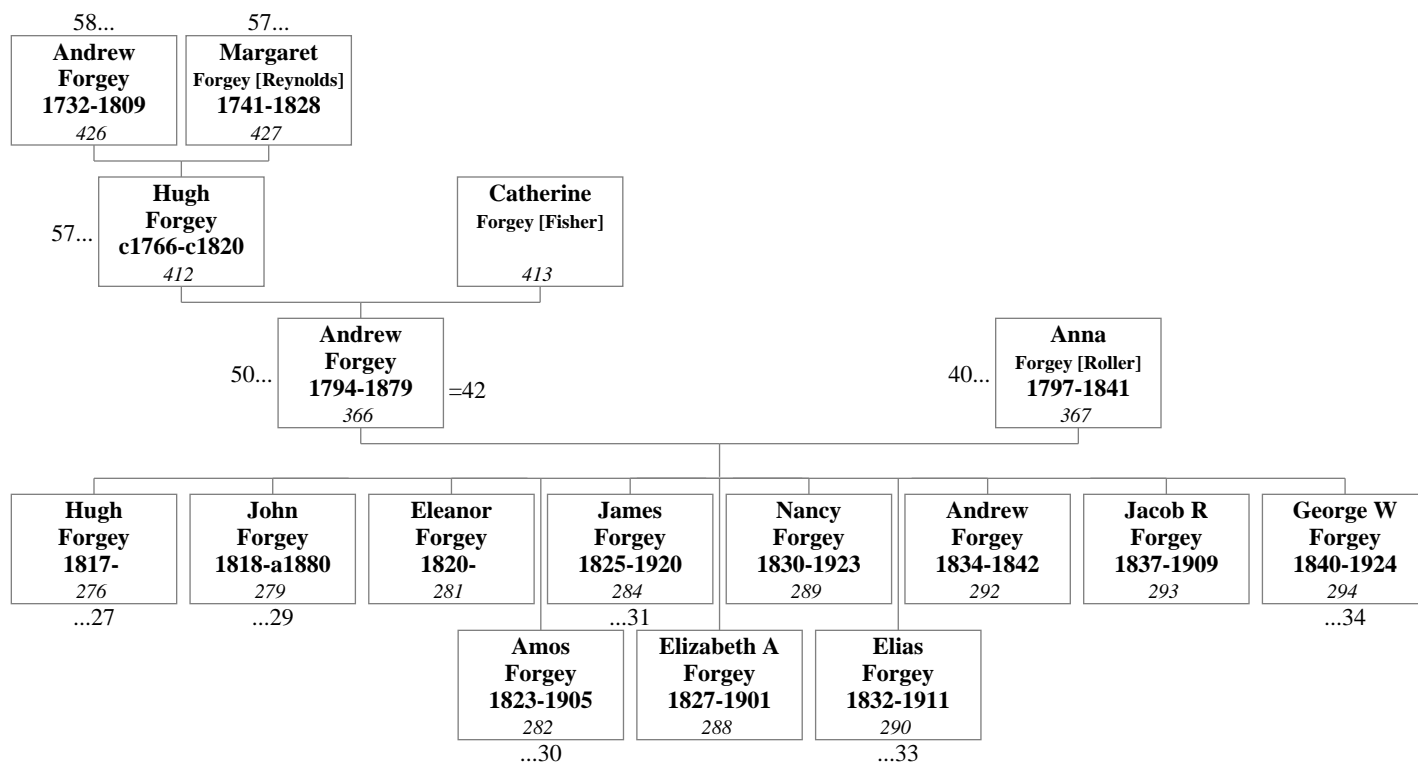 58...
57...
Andrew
Forgey
1732-1809
426
Margaret
Forgey [Reynolds]
1741-1828
427
57...
Hugh
Forgey
c1766-c1820
412
Catherine
Forgey [Fisher]
413
50...
Andrew
Forgey
1794-1879
366
=42
40...
Anna
Forgey [Roller]
1797-1841
367
Hugh
Forgey
1817-
276
...27
John
Forgey
1818-a1880
279
...29
Eleanor
Forgey
1820-
281
James
Forgey
1825-1920
284
...31
Nancy
Forgey
1830-1923
289
Andrew
Forgey
1834-1842
292
Jacob R
Forgey
1837-1909
293
George W
Forgey
1840-1924
294
...34
Amos
Forgey
1823-1905
282
...30
Elizabeth A
Forgey
1827-1901
288
Elias
Forgey
1832-1911
290
...33